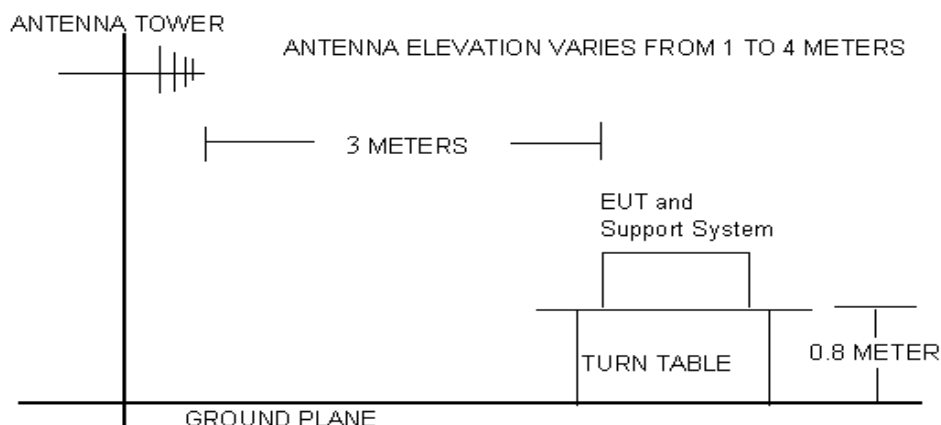 ANTENNA TOWER
ANTENNA ELEVATION VARIES FROM 1 TO 4 METERS
3 METERS
EUT and
Support System
TURN TABLE
0.8 METER
GROUND PLANE